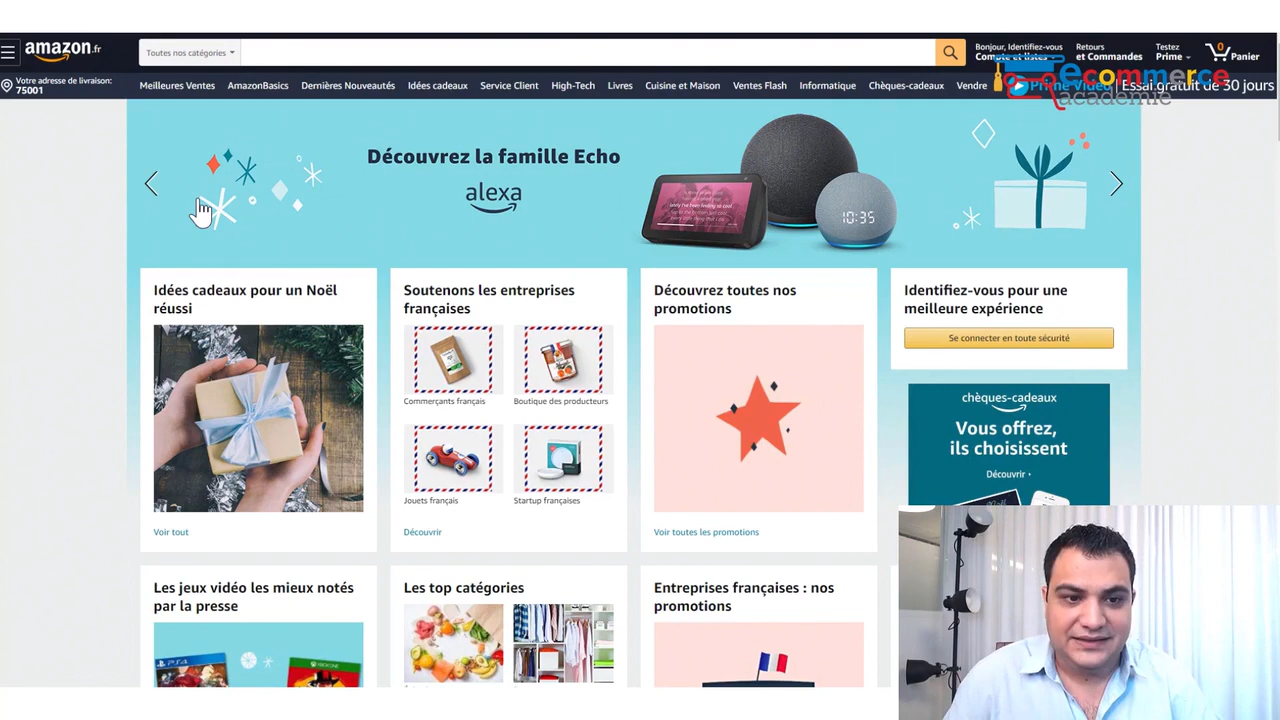 amazon.fr
Toutes nos catégories
Bonjour, Identifiez-vous
Compte et listes
Retours
et Commandes
Testez
Prime
0
Panier
ecommerce
académie
Votre adresse de livraison:
75001
Meilleures Ventes
AmazonBasics
Dernières Nouveautés
Idées cadeaux
Service Client
High-Tech
Livres
Cuisine et Maison
Ventes Flash
Informatique
Chèques-cadeaux
Vendre
Prime Video | Essai gratuit de 30 jours
Découvrez la famille Echo
alexa
10:35
Idées cadeaux pour un Noël
réussi
Voir tout
Soutenons les entreprises
françaises
Commerçants français
Boutique des producteurs
Jouets français
Startup françaises
Découvrir
Découvrez toutes nos
promotions
Voir toutes les promotions
Identifiez-vous pour une
meilleure expérience
Se connecter en toute sécurité
chèques-cadeaux
Vous offrez,
ils choisissent
Découvrir
Les jeux vidéo les mieux notés
par la presse
PS4
XBOX ONE
Les top catégories
Entreprises françaises : nos
promotions